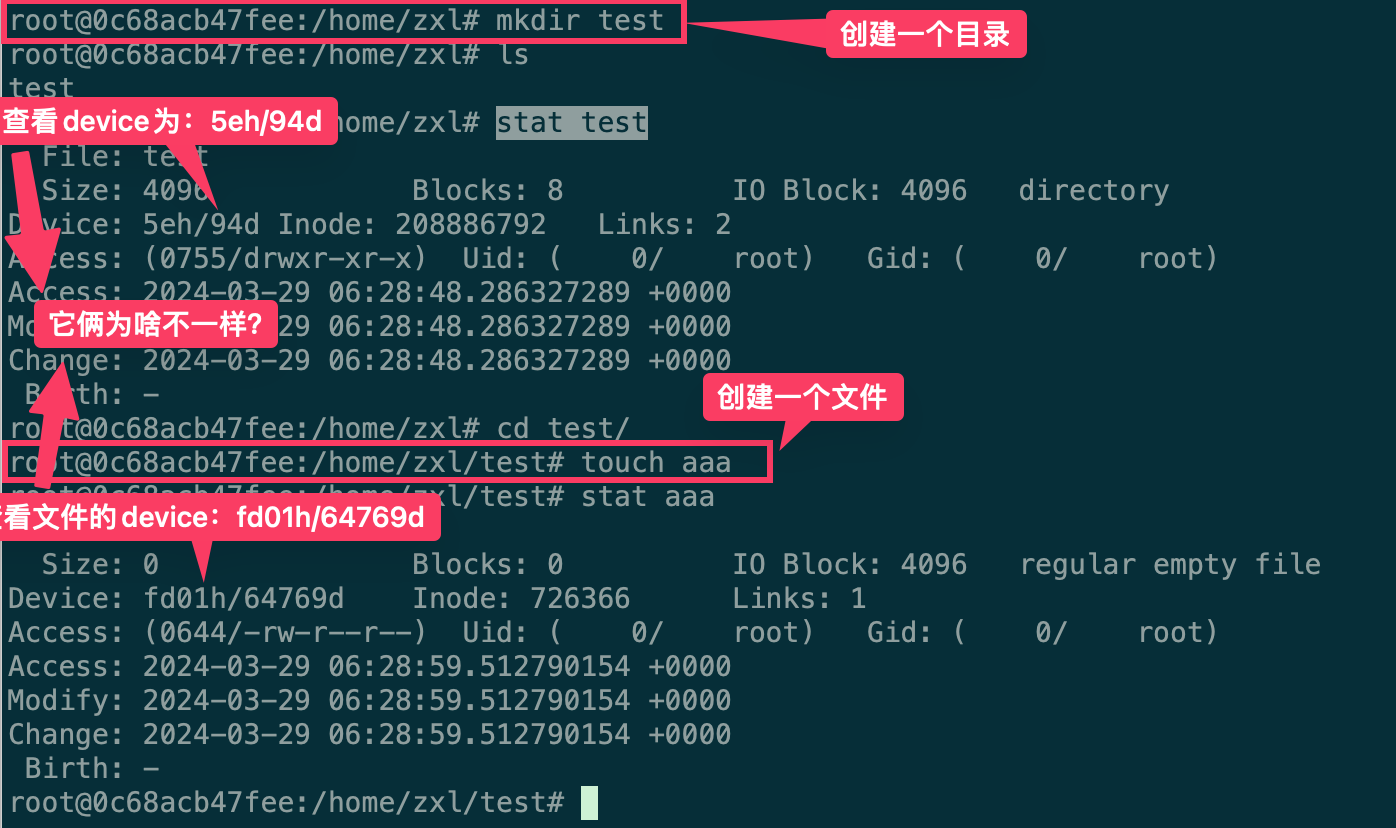 root@0c68acb47fee:/home/zxl# mkdir test
创建一个目录
root@0c68acb47fee:/home/zxl# ls
test
查看device为：5eh/94d
home/zxl# stat test
File: test
Size: 4096 Blocks: 8 IO Block: 4096 directory
Device: 5eh/94d Inode: 208886792 Links: 2
Access: (0755/drwxr-xr-x) Uid: ( 0/ root) Gid: ( 0/ root)
Access: 2024-03-29 06:28:48.286327289 +0000
它俩为啥不一样？
29 06:28:48.286327289 +0000
Change: 2024-03-29 06:28:48.286327289 +0000
Birth: -
创建一个文件
root@0c68acb47fee:/home/zxl# cd test/
root@0c68acb47fee:/home/zxl/test# touch aaa
root@0c68acb47fee:/home/zxl/test# stat aaa
看文件的device：fd01h/64769d
Size: 0 Blocks: 0 IO Block: 4096 regular empty file
Device: fd01h/64769d Inode: 726366 Links: 1
Access: (0644/-rw-r--r--) Uid: ( 0/ root) Gid: ( 0/ root)
Access: 2024-03-29 06:28:59.512790154 +0000
Modify: 2024-03-29 06:28:59.512790154 +0000
Change: 2024-03-29 06:28:59.512790154 +0000
Birth: -
root@0c68acb47fee:/home/zxl/test#